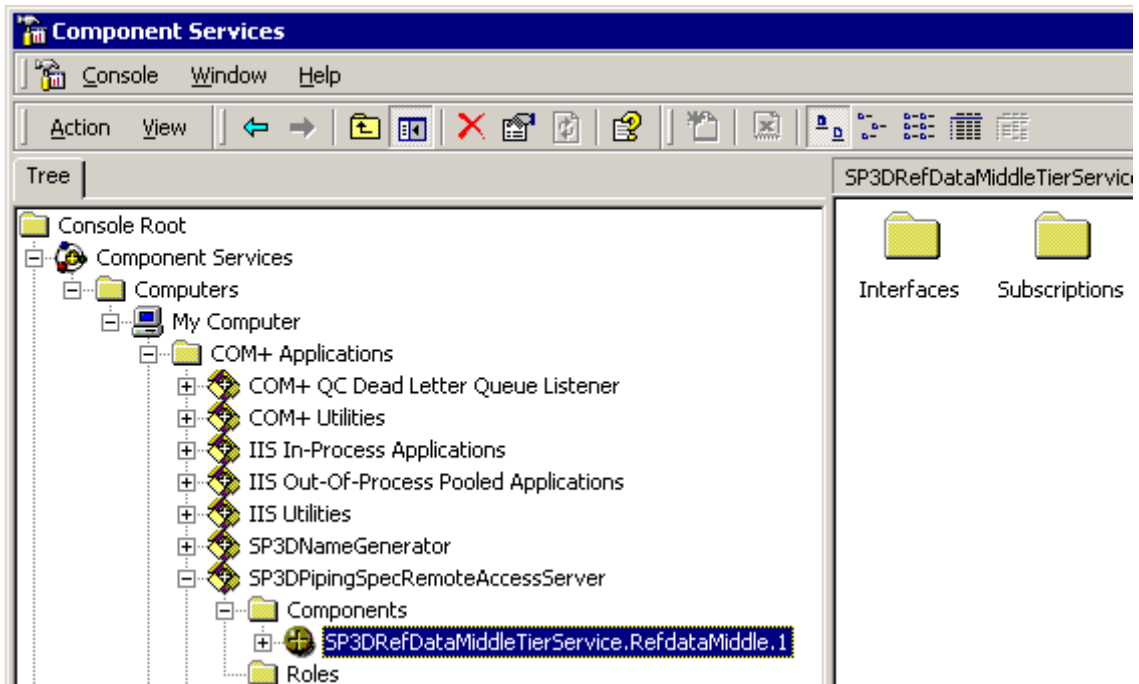 Component Services
Console Window Help
Action View
Tree
SP3DRefDataMiddleTierService
Console Root
Component Services
Computers
My Computer
COM+ Applications
COM+ QC Dead Letter Queue Listener
COM+ Utilities
IIS In-Process Applications
IIS Out-Of-Process Pooled Applications
IIS Utilities
SP3DNameGenerator
SP3DPipingSpecRemoteAccessServer
Components
SP3DRefDataMiddleTierService.RefdataMiddle.1
Roles
Interfaces Subscriptions